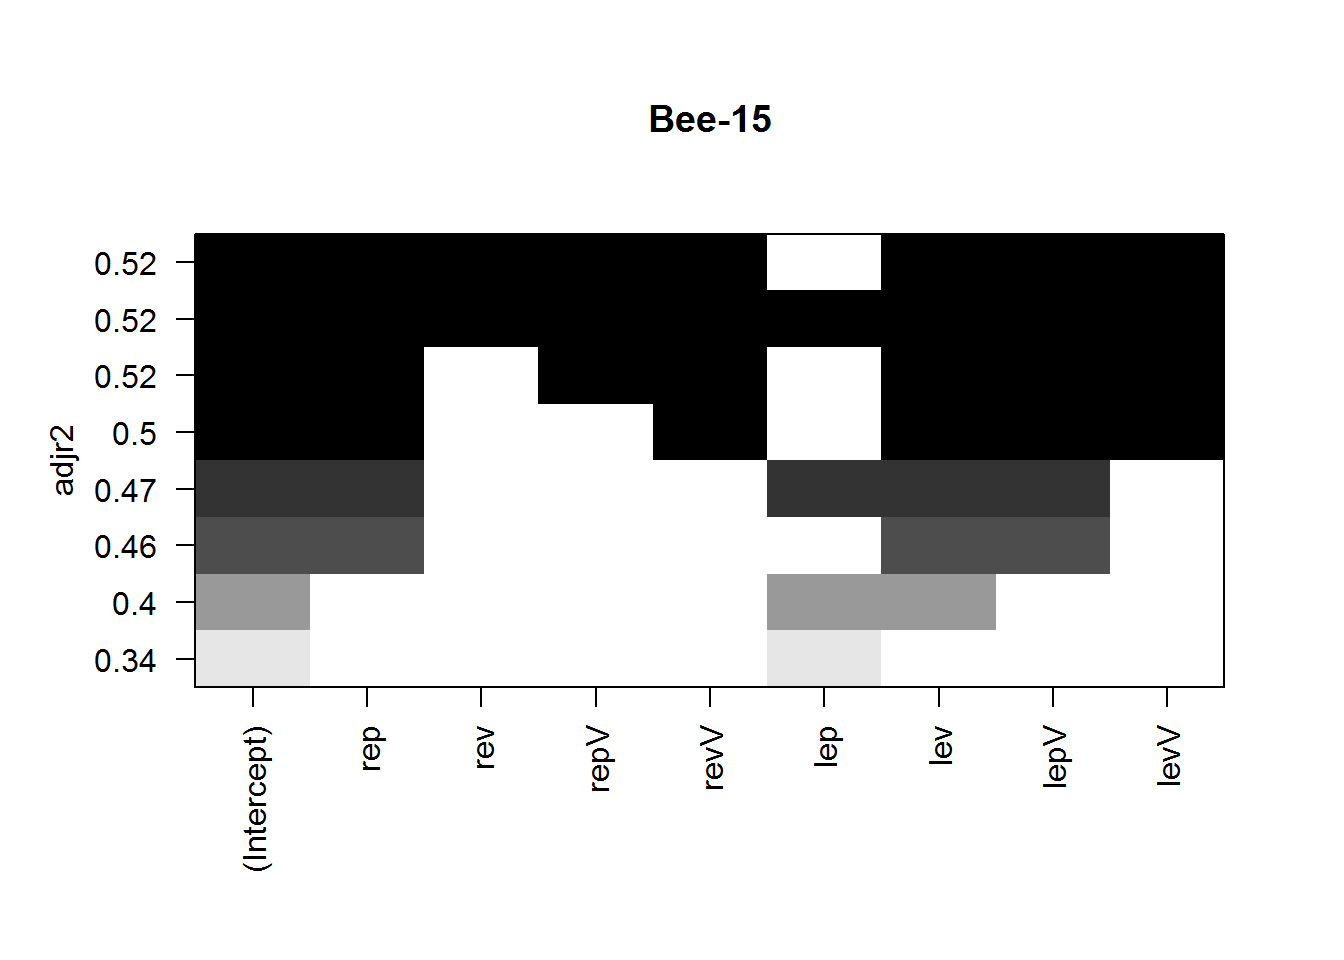 Bee-15
adjr2
0.52
0.52
0.52
0.5
0.47
0.46
0.4
0.34
(Intercept)
rep
rev
repV
revV
lep
lev
lepV
levV